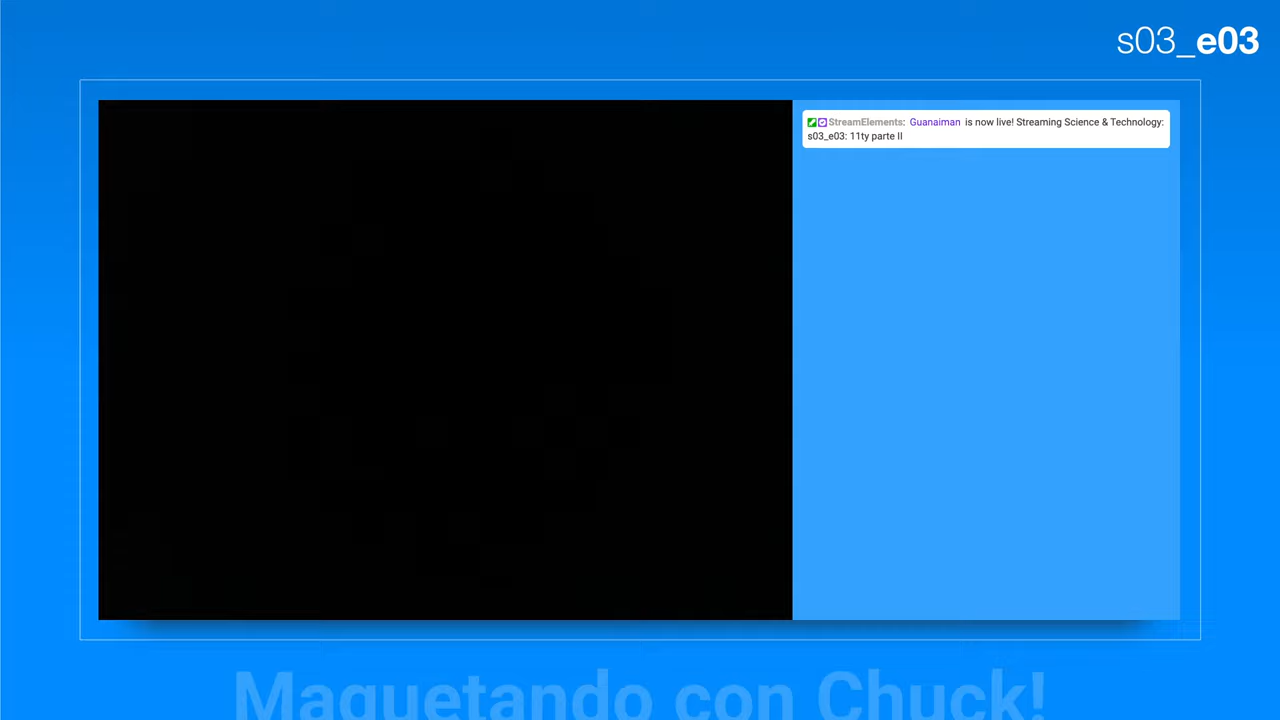 s03_e03
StreamElements: Guanaiman is now live! Streaming Science & Technology:
s03_e03: 11ty parte II
Maquetando con Chuck!